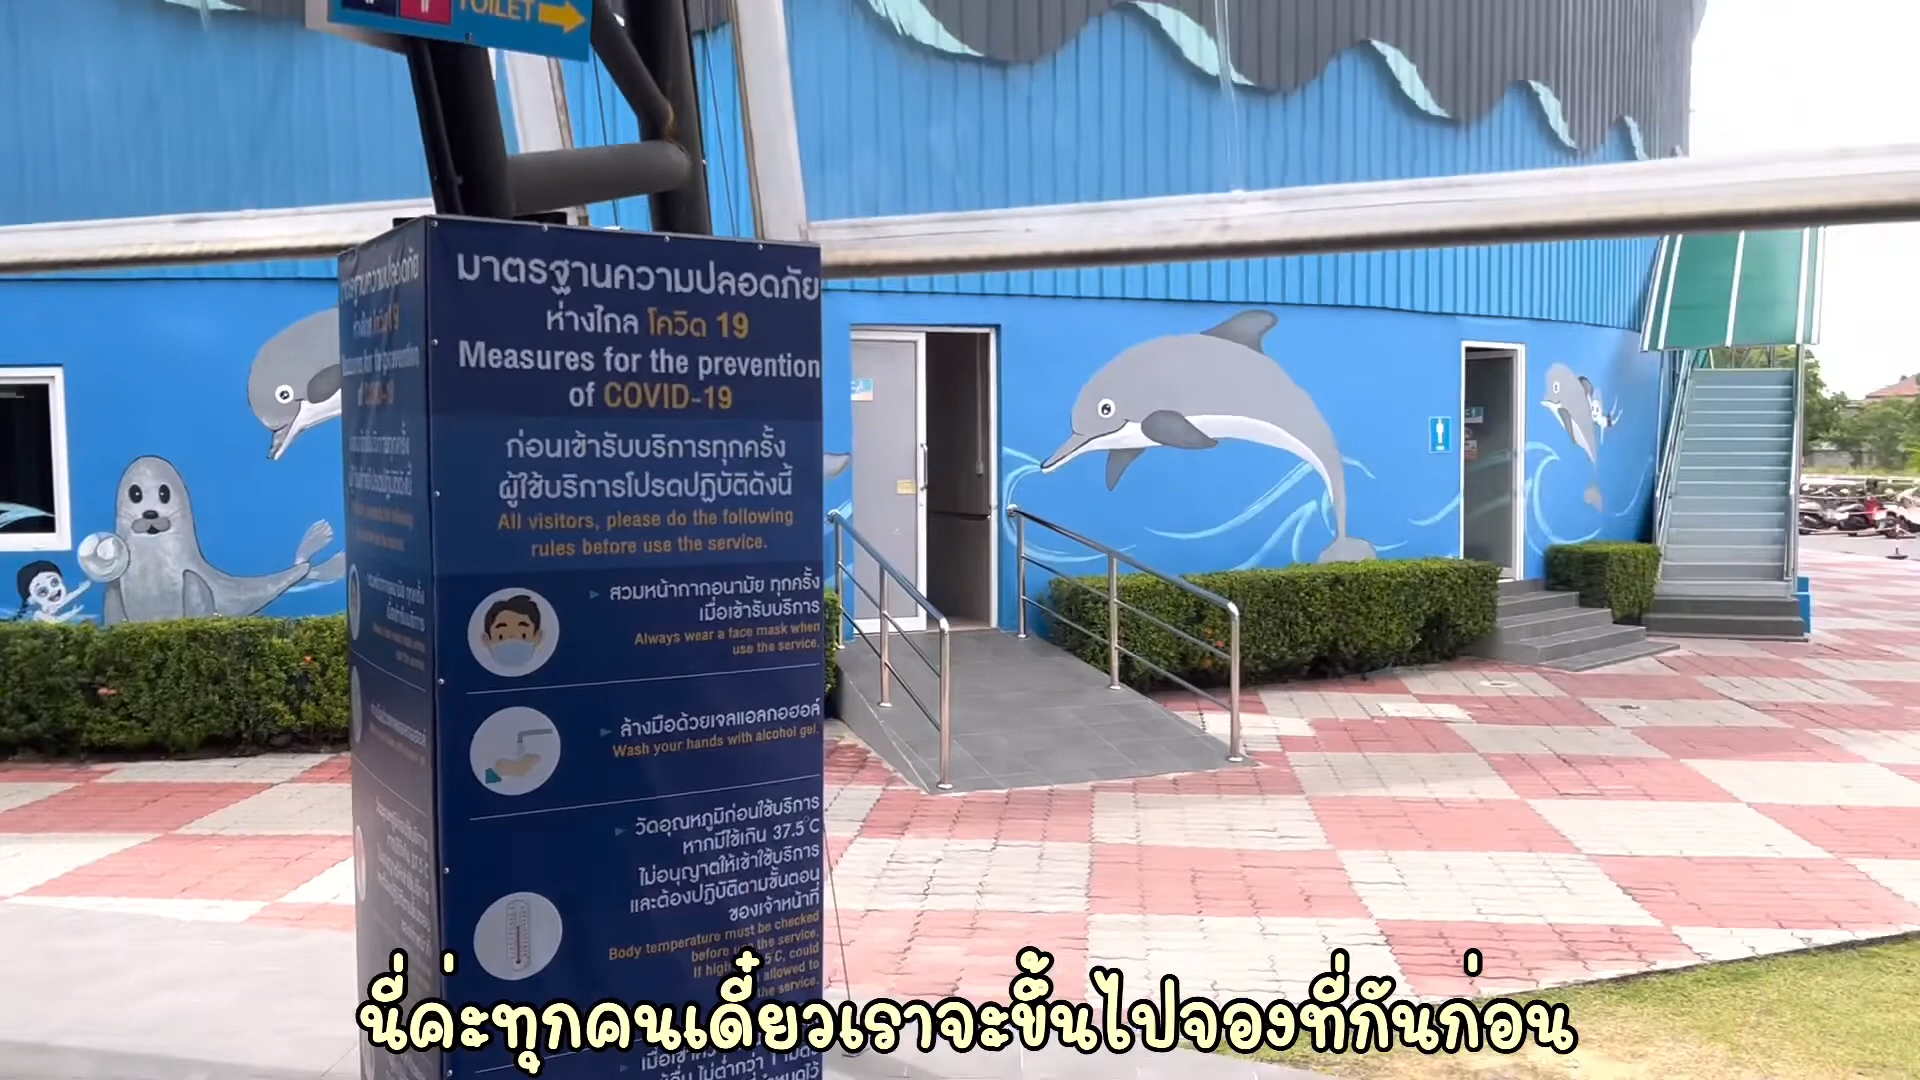 TOILET
มาตรฐานความปลอดภัย
ห่างไกล โควิด 19
Measures for the prevention
of COVID-19
ก่อนเข้ารับบริการทุกครั้ง
ผู้ใช้บริการโปรดปฏิบัติดังนี้
All visitors, please do the following
rules before use the service.
สวมหน้ากากอนามัย ทุกครั้ง
เมื่อเข้ารับบริการ
Always wear a face mask when
use the service.
ล้างมือด้วยเจลแอลกอฮอล์
Wash your hands with alcohol gel.
วัดอุณหภูมิก่อนใช้บริการ
หากมีไข้เกิน 37.5°C
ไม่อนุญาตให้เข้าใช้บริการ
และต้องปฏิบัติตามขั้นตอน
ของเจ้าหน้าที่
Body temperature must be checked
before the service.
If 5°C, could
allowed to
the service.
นี่ค่ะทุกคนเดี๋ยวเราจะขึ้นไปจองที่กันก่อน